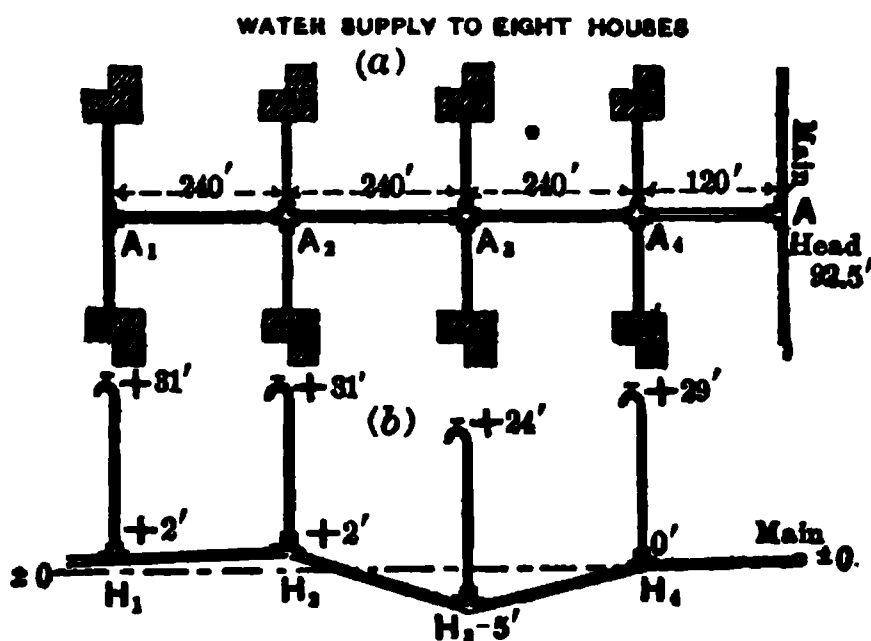 WATER SUPPLY TO EIGHT HOUSES
(a)
240' 240' 240' 120' Main
A₁ A₂ A₃ A₄ A
Head
92.5'
+31' +31' (b) +24' +29'
+2' +2' 0' Main
±0 ±0.
H₁ H₂ H₃-5' H₄